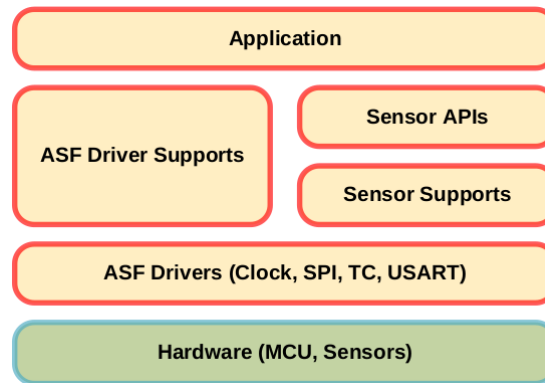 Application
ASF Driver Supports
Sensor APIs
Sensor Supports
ASF Drivers (Clock, SPI, TC, USART)
Hardware (MCU, Sensors)